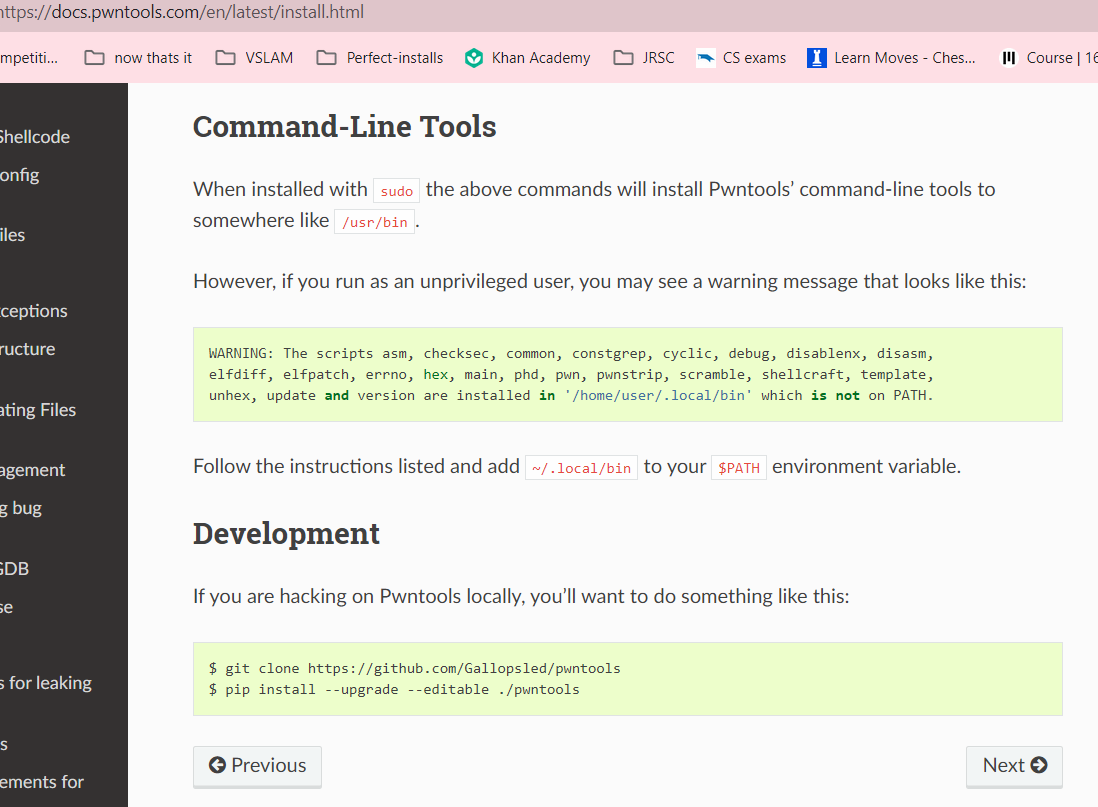 https://docs.pwntools.com/en/latest/install.html
mpetiti... now thats it VSLAM Perfect-installs Khan Academy JRSC CS exams Learn Moves - Ches... Course | 16
Shellcode
onfig
iles
ceptions
ructure
ating Files
agement
g bug
GDB
se
s for leaking
s
ements for
Command-Line Tools
When installed with sudo the above commands will install Pwntools’ command-line tools to
somewhere like /usr/bin.
However, if you run as an unprivileged user, you may see a warning message that looks like this:
WARNING: The scripts asm, checksec, common, constgrep, cyclic, debug, disablenx, disasm,
elfdiff, elfpatch, errno, hex, main, phd, pwn, pwnstrip, scramble, shellcraft, template,
unhex, update and version are installed in '/home/user/.local/bin' which is not on PATH.
Follow the instructions listed and add ~/.local/bin to your $PATH environment variable.
Development
If you are hacking on Pwntools locally, you’ll want to do something like this:
$ git clone https://github.com/Gallopsled/pwntools
$ pip install --upgrade --editable ./pwntools
Previous
Next